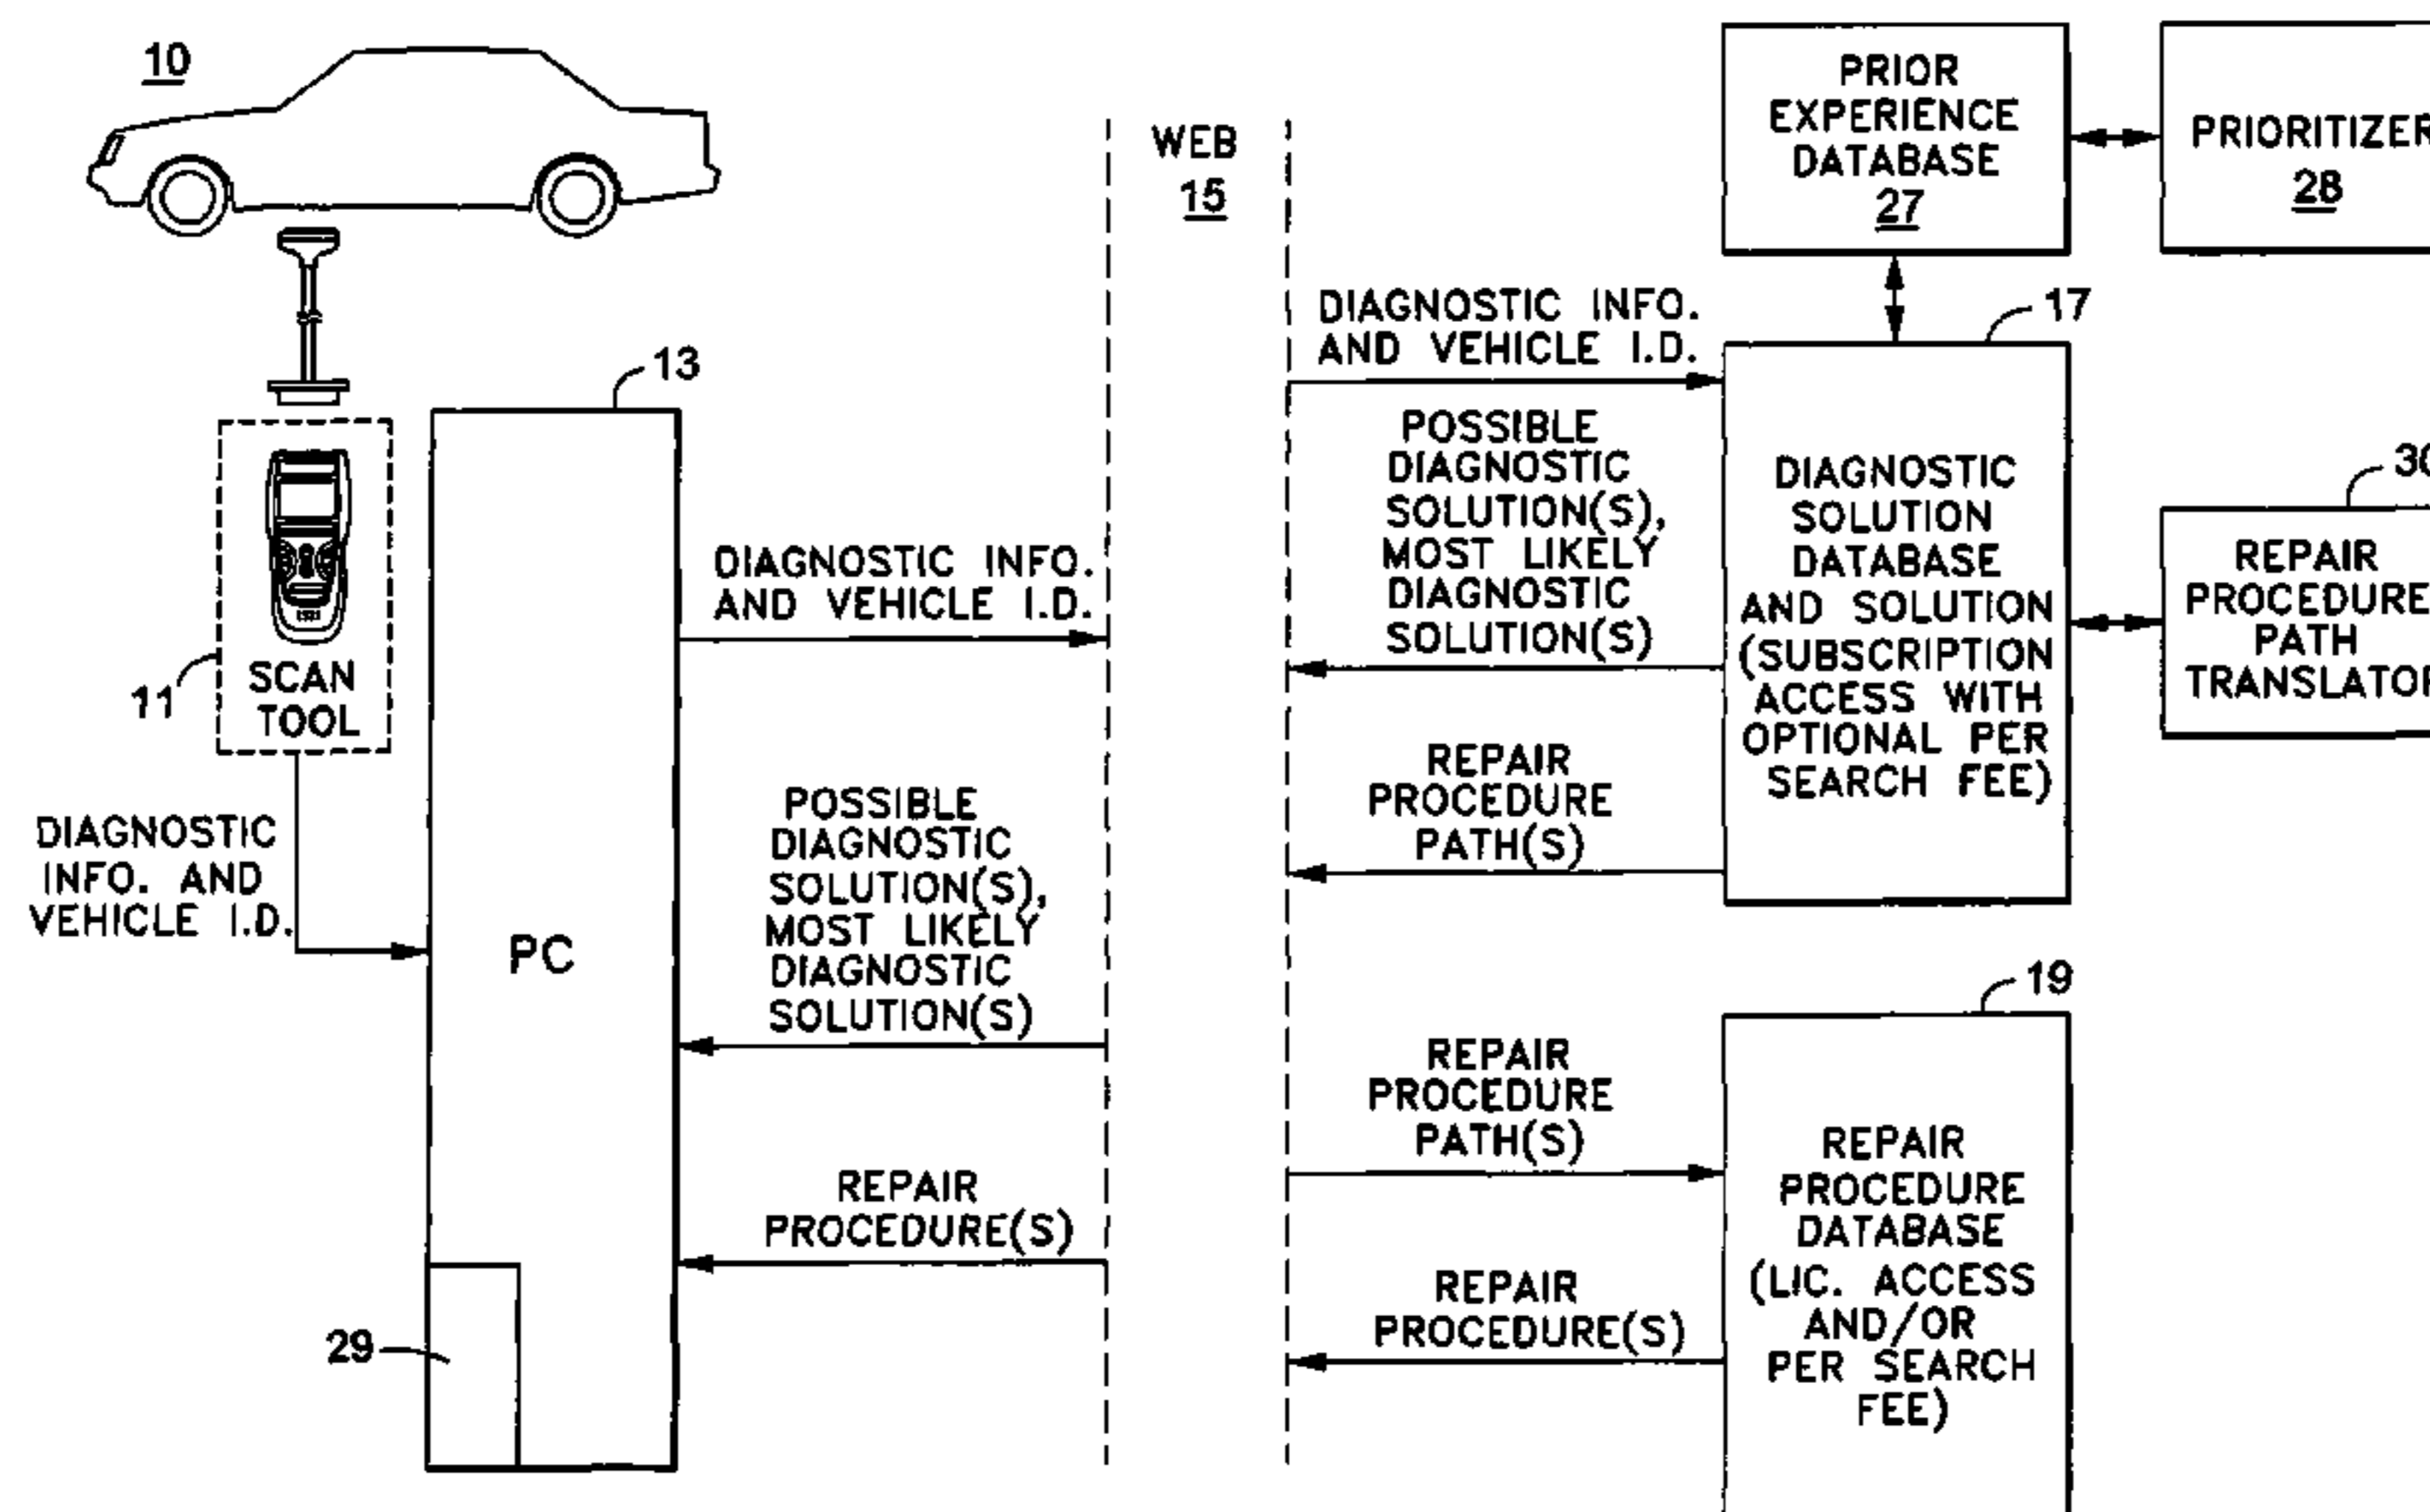 10
WEB
15
PRIOR
EXPERIENCE
DATABASE
27
PRIORITIZER
28
13
11
SCAN
TOOL
DIAGNOSTIC
INFO. AND
VEHICLE I.D.
PC
29
DIAGNOSTIC INFO.
AND VEHICLE I.D.
POSSIBLE
DIAGNOSTIC
SOLUTION(S),
MOST LIKELY
DIAGNOSTIC
SOLUTION(S)
REPAIR
PROCEDURE(S)
DIAGNOSTIC INFO.
AND VEHICLE I.D.
POSSIBLE
DIAGNOSTIC
SOLUTION(S),
MOST LIKELY
DIAGNOSTIC
SOLUTION(S)
REPAIR
PROCEDURE
PATH(S)
17
DIAGNOSTIC
SOLUTION
DATABASE
AND SOLUTION
(SUBSCRIPTION
ACCESS WITH
OPTIONAL PER
SEARCH FEE)
30
REPAIR
PROCEDURE
PATH
TRANSLATOR
REPAIR
PROCEDURE
PATH(S)
REPAIR
PROCEDURE(S)
19
REPAIR
PROCEDURE
DATABASE
(LIC. ACCESS
AND/OR
PER SEARCH
FEE)